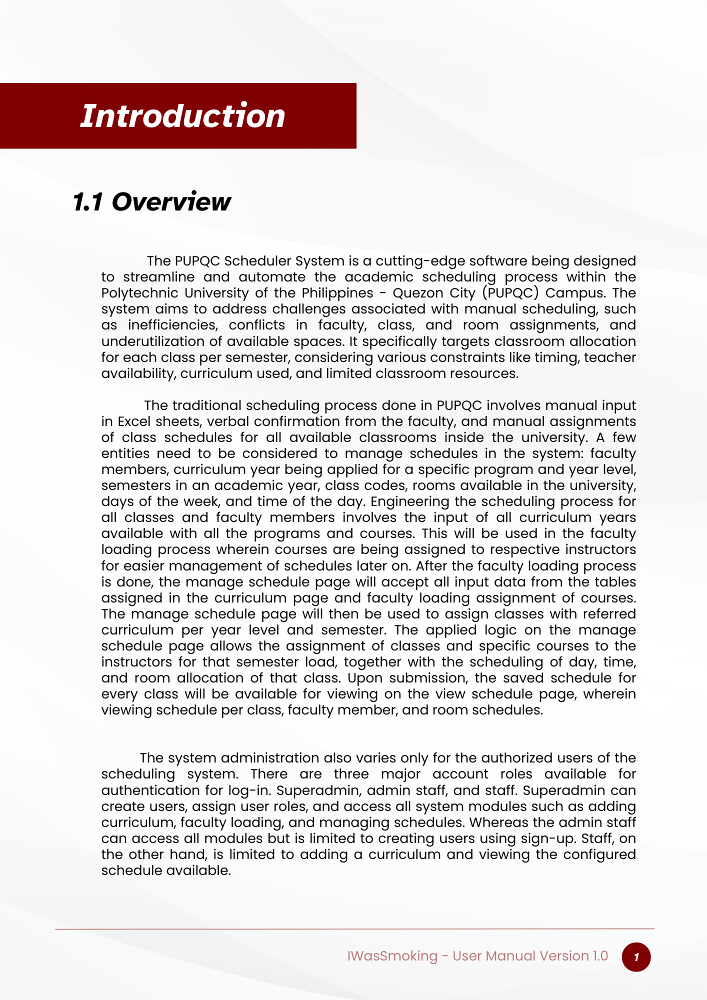 Introduction
1.1 Overview
The PUPQC Scheduler System is a cutting-edge software being designed
to streamline and automate the academic scheduling process within the
Polytechnic University of the Philippines - Quezon City (PUPQC) Campus. The
system aims to address challenges associated with manual scheduling, such
as inefficiencies, conflicts in faculty, class, and room assignments, and
underutilization of available spaces. It specifically targets classroom allocation
for each class per semester, considering various constraints like timing, teacher
availability, curriculum used, and limited classroom resources.
The traditional scheduling process done in PUPQC involves manual input
in Excel sheets, verbal confirmation from the faculty, and manual assignments
of class schedules for all available classrooms inside the university. A few
entities need to be considered to manage schedules in the system: faculty
members, curriculum year being applied for a specific program and year level,
semesters in an academic year, class codes, rooms available in the university,
days of the week, and time of the day. Engineering the scheduling process for
all classes and faculty members involves the input of all curriculum years
available with all the programs and courses. This will be used in the faculty
loading process wherein courses are being assigned to respective instructors
for easier management of schedules later on. After the faculty loading process
is done, the manage schedule page will accept all input data from the tables
assigned in the curriculum page and faculty loading assignment of courses.
The manage schedule page will then be used to assign classes with referred
curriculum per year level and semester. The applied logic on the manage
schedule page allows the assignment of classes and specific courses to the
instructors for that semester load, together with the scheduling of day, time,
and room allocation of that class. Upon submission, the saved schedule for
every class will be available for viewing on the view schedule page, wherein
viewing schedule per class, faculty member, and room schedules.
The system administration also varies only for the authorized users of the
scheduling system. There are three major account roles available for
authentication for log-in. Superadmin, admin staff, and staff. Superadmin can
create users, assign user roles, and access all system modules such as adding
curriculum, faculty loading, and managing schedules. Whereas the admin staff
can access all modules but is limited to creating users using sign-up. Staff, on
the other hand, is limited to adding a curriculum and viewing the configured
schedule available.
IWasSmoking - User Manual Version 1.0
1